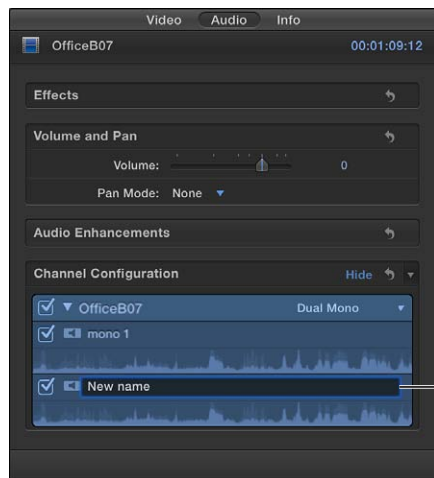 Video Audio Info
OfficeB07 00:01:09:12
Effects
Volume and Pan
Volume: 0
Pan Mode: None
Audio Enhancements
Channel Configuration Hide
OfficeB07 Dual Mono
mono 1
New name